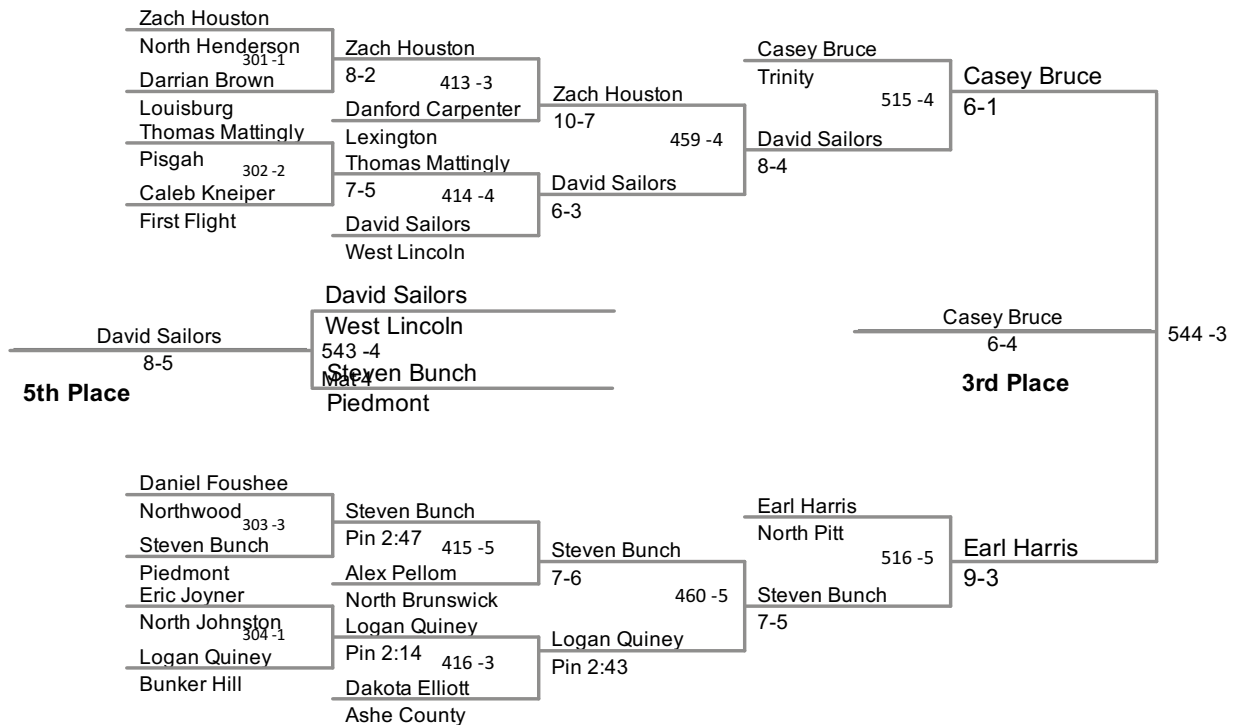 Zach Houston
North Henderson
301 -1
Darrian Brown
Louisburg
Thomas Mattingly
Pisgah
302 -2
Caleb Kneiper
First Flight
Zach Houston
8-2
413 -3
Danford Carpenter
Lexington
Thomas Mattingly
7-5
414 -4
David Sailors
West Lincoln
Zach Houston
10-7
459 -4
David Sailors
6-3
Casey Bruce
Trinity
515 -4
David Sailors
8-4
Casey Bruce
6-1
David Sailors
8-5
5th Place
David Sailors
West Lincoln
543 -4
Mat 4
Steven Bunch
Piedmont
Casey Bruce
6-4
3rd Place
544 -3
Daniel Foushee
Northwood
303 -3
Steven Bunch
Piedmont
Eric Joyner
North Johnston
304 -1
Logan Quiney
Bunker Hill
Steven Bunch
Pin 2:47
415 -5
Alex Pellom
North Brunswick
Logan Quiney
Pin 2:14
416 -3
Dakota Elliott
Ashe County
Steven Bunch
7-6
460 -5
Logan Quiney
Pin 2:43
Earl Harris
North Pitt
516 -5
Steven Bunch
7-5
Earl Harris
9-3